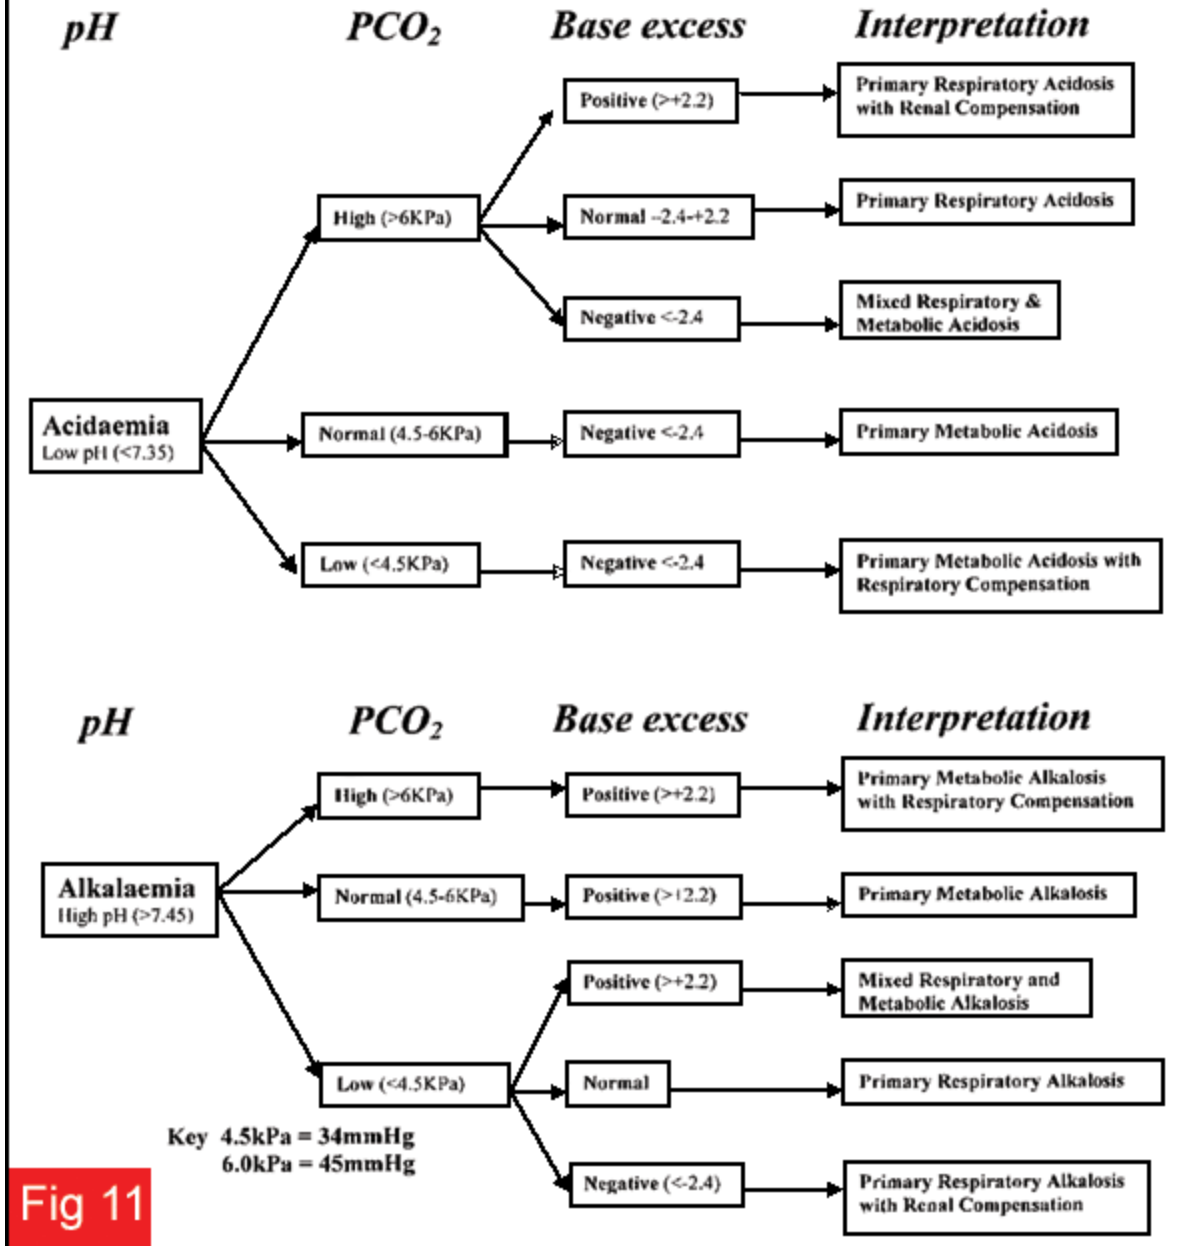 pH PCO2 Base excess Interpretation
Positive (>+2.2)
Primary Respiratory Acidosis
with Renal Compensation
High (>6KPa)
Normal –2.4-+2.2
Primary Respiratory Acidosis
Negative <-2.4
Mixed Respiratory &
Metabolic Acidosis
Acidaemia
Low pH (<7.35)
Normal (4.5-6KPa)
Negative <-2.4
Primary Metabolic Acidosis
Low (<4.5KPa)
Negative <-2.4
Primary Metabolic Acidosis with
Respiratory Compensation
pH PCO2 Base excess Interpretation
High (>6KPa)
Positive (>+2.2)
Primary Metabolic Alkalosis
with Respiratory Compensation
Alkalaemia
High pH (>7.45)
Normal (4.5-6KPa)
Positive (>+2.2)
Primary Metabolic Alkalosis
Positive (>+2.2)
Mixed Respiratory and
Metabolic Alkalosis
Low (<4.5KPa)
Normal
Primary Respiratory Alkalosis
Negative (<-2.4)
Primary Respiratory Alkalosis
with Renal Compensation
Key 4.5kPa = 34mmHg
6.0kPa = 45mmHg
Fig 11